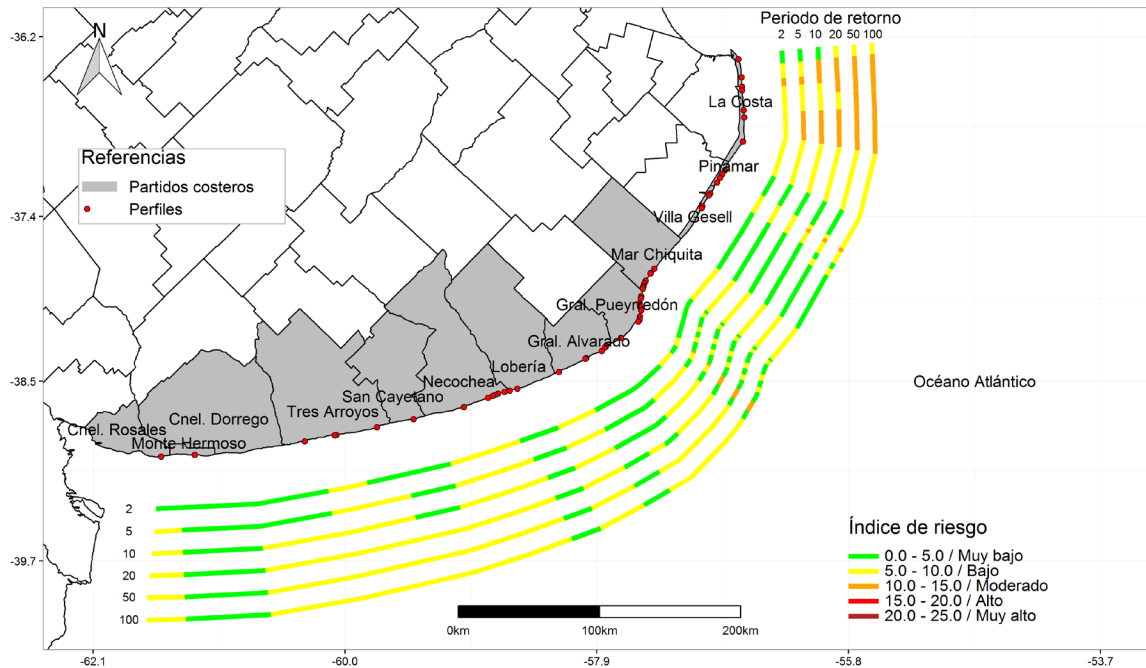 Periodo de retorno
2 5 10 20 50 100
-36.2
N
La Costa
Referencias
Partidos costeros
Perfiles
Pinamar
-37.4
Villa Gesell
Mar Chiquita
Gral. Pueyrredón
Gral. Alvarado
Lobería
-38.5
Océano Atlántico
Necochea
San Cayetano
Tres Arroyos
Cnel. Dorrego
Cnel. Rosales
Monte Hermoso
2
5
10
20
50
100
-39.7
Índice de riesgo
0.0 - 5.0 / Muy bajo
5.0 - 10.0 / Bajo
10.0 - 15.0 / Moderado
15.0 - 20.0 / Alto
20.0 - 25.0 / Muy alto
0km 100km 200km
-62.1 -60.0 -57.9 -55.8 -53.7